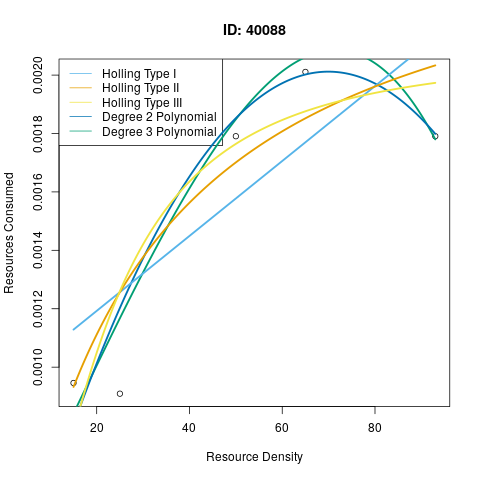 ID: 40088
Holling Type I
Holling Type II
Holling Type III
Degree 2 Polynomial
Degree 3 Polynomial
Resources Consumed
0.0020
0.0018
0.0016
0.0014
0.0012
0.0010
20 40 60 80
Resource Density